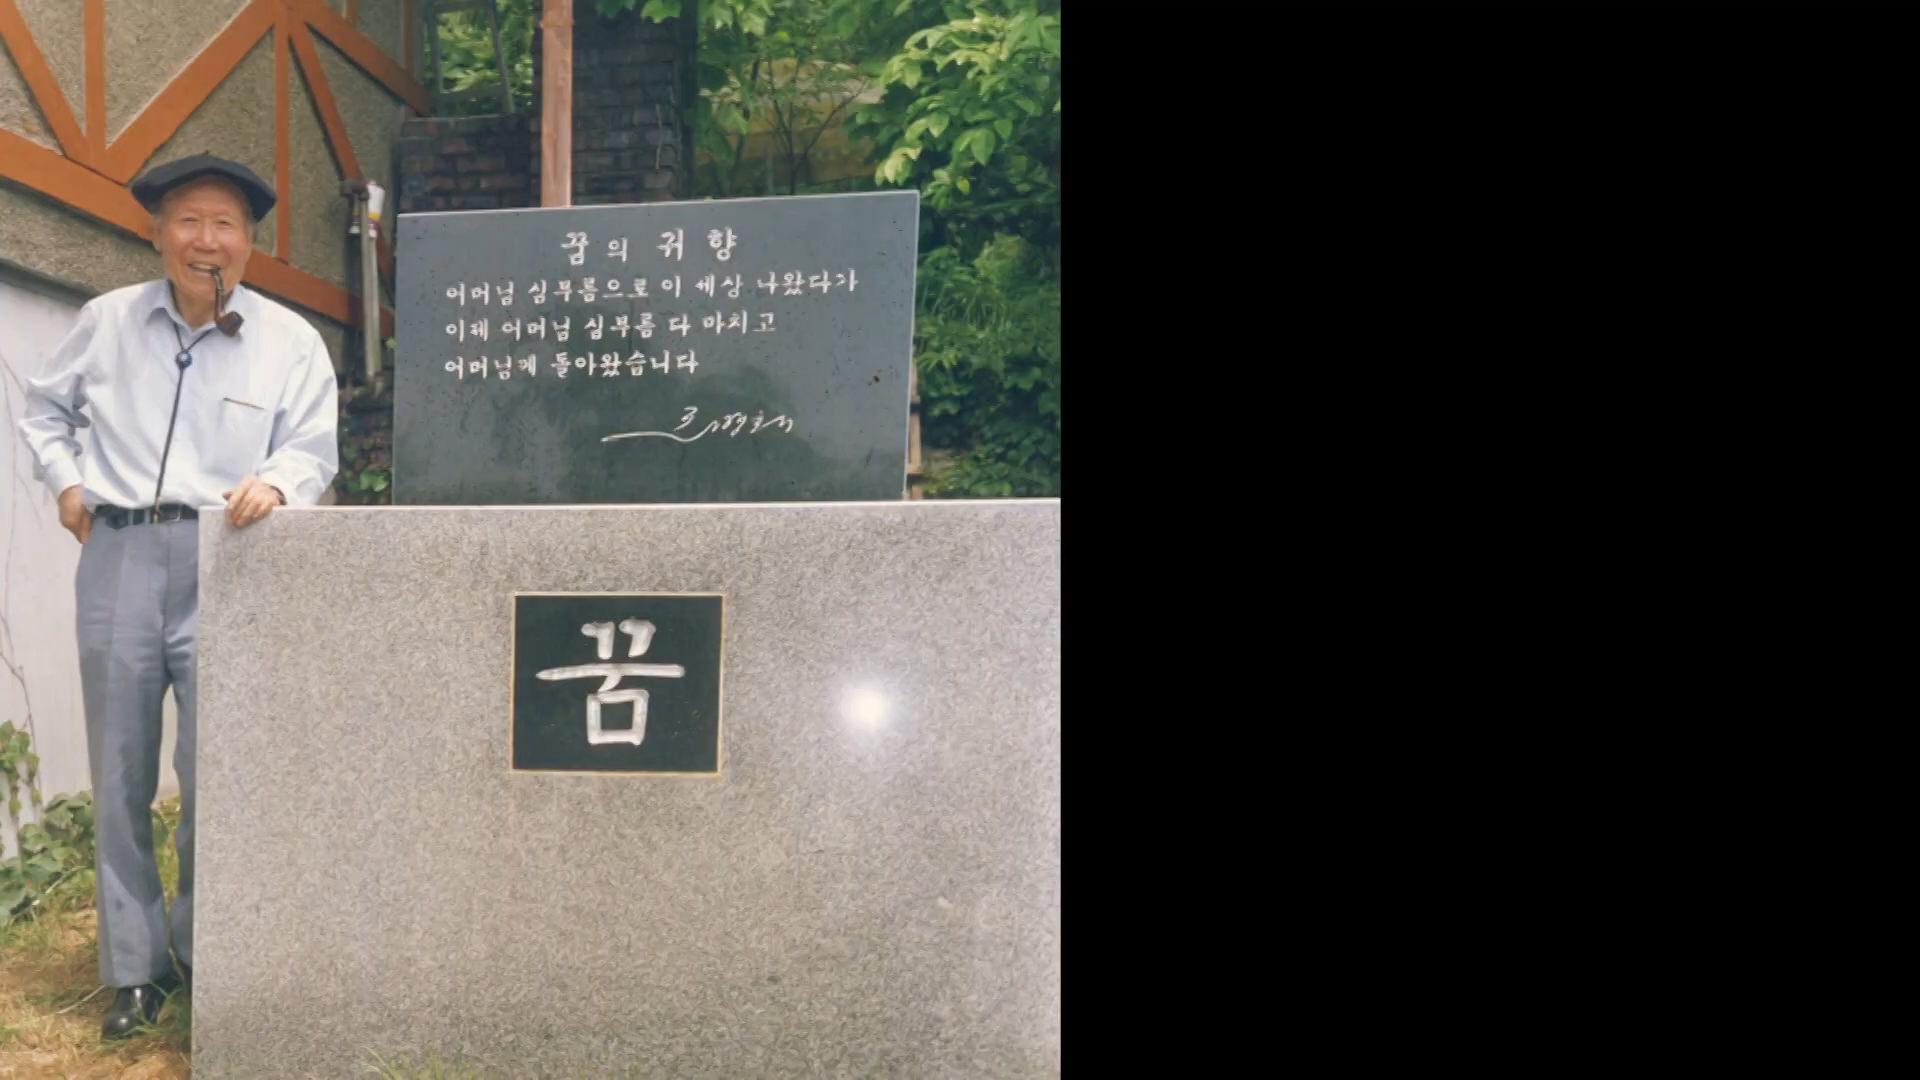 꿈의 귀향
어머님 심부름으로 이 세상 나왔다가
이제 어머님 심부름 다 마치고
어머님께 돌아왔습니다
꿈